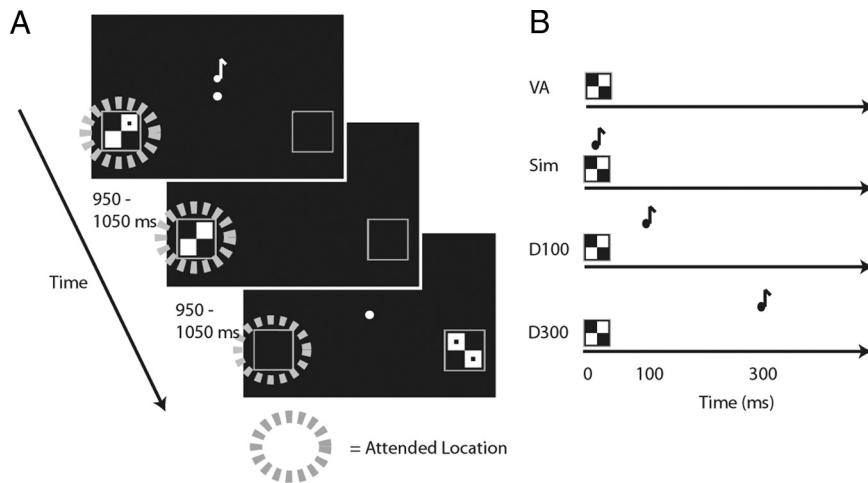 A
950 -
1050 ms
950 -
1050 ms
Time
= Attended Location
B
VA
Sim
D100
D300
0 100 300
Time (ms)